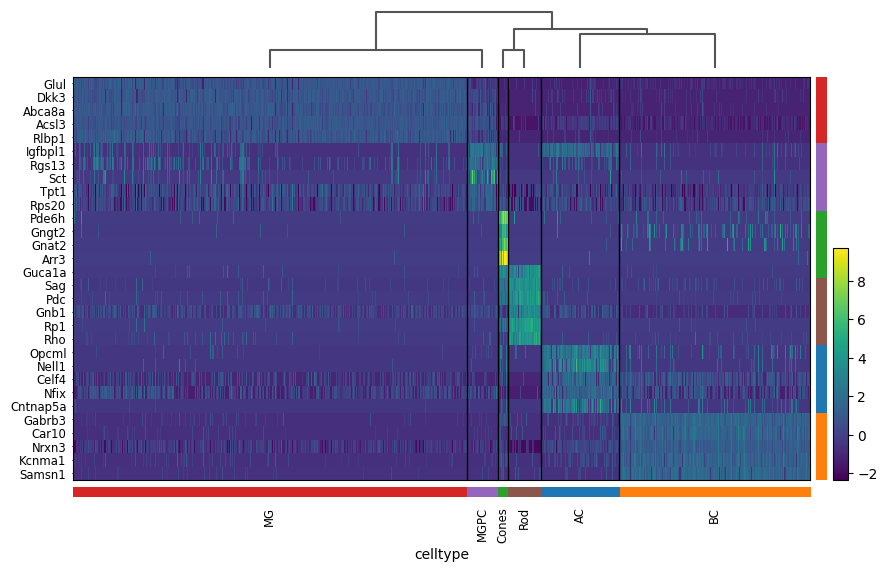 Glul
Dkk3
Abca8a
Acsl3
Rlbp1
Igfbpl1
Rgs13
Sct
Tpt1
Rps20
Pde6h
Gngt2
Gnat2
Arr3
Guca1a
Sag
Pdc
Gnb1
Rp1
Rho
Opcml
Nell1
Celf4
Nfix
Cntnap5a
Gabrb3
Car10
Nrxn3
Kcnma1
Samsn1
8
6
4
2
0
−2
MG
MGPC
Cones
Rod
AC
BC
celltype